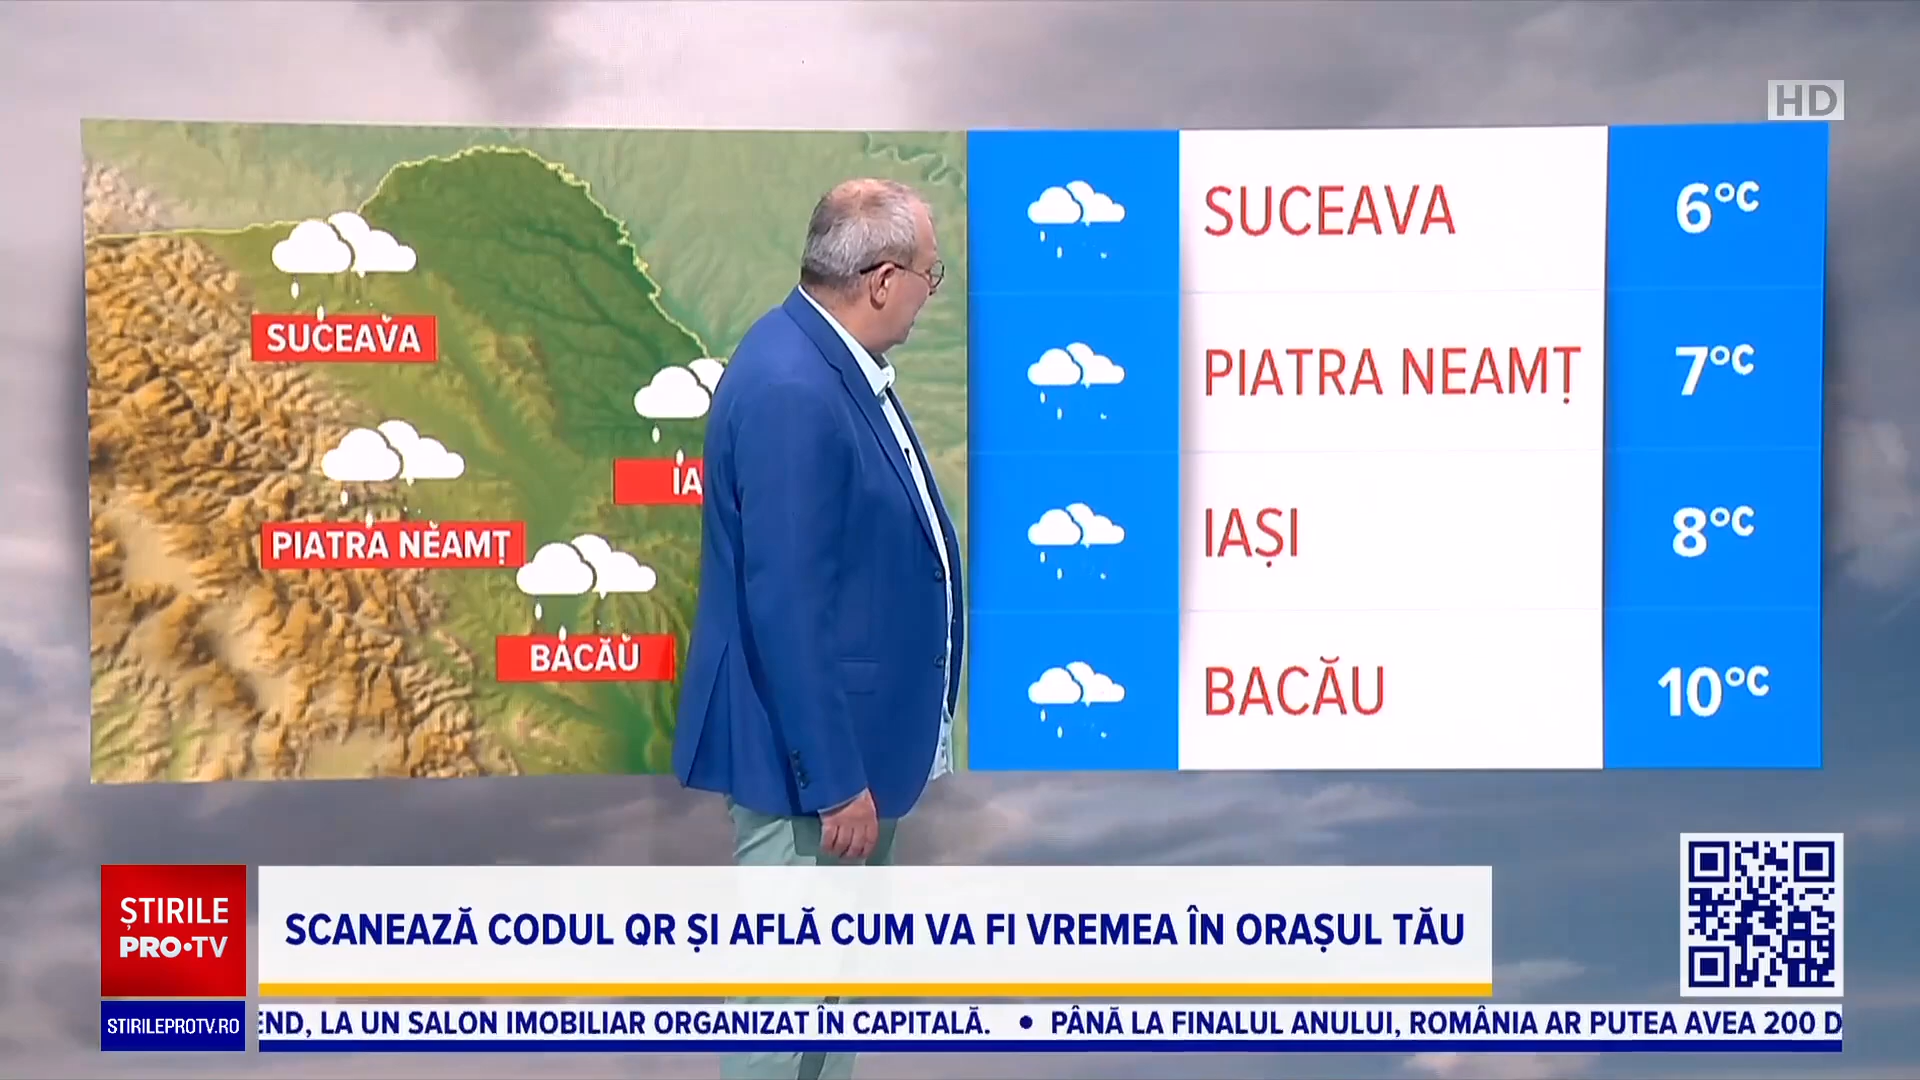 HD
SUCEAVA
PIATRA NEAMȚ
BACĂU
SUCEAVA 6°C
PIATRA NEAMȚ 7°C
IAȘI 8°C
BACĂU 10°C
ȘTIRILE
PRO•TV
SCANEAZĂ CODUL QR ȘI AFLĂ CUM VA FI VREMEA ÎN ORAȘUL TĂU
STIRILEPROTV.RO
LA UN SALON IMOBILIAR ORGANIZAT ÎN CAPITALĂ. • PÂNĂ LA FINALUL ANULUI, ROMÂNIA AR PUTEA AVEA 200 D